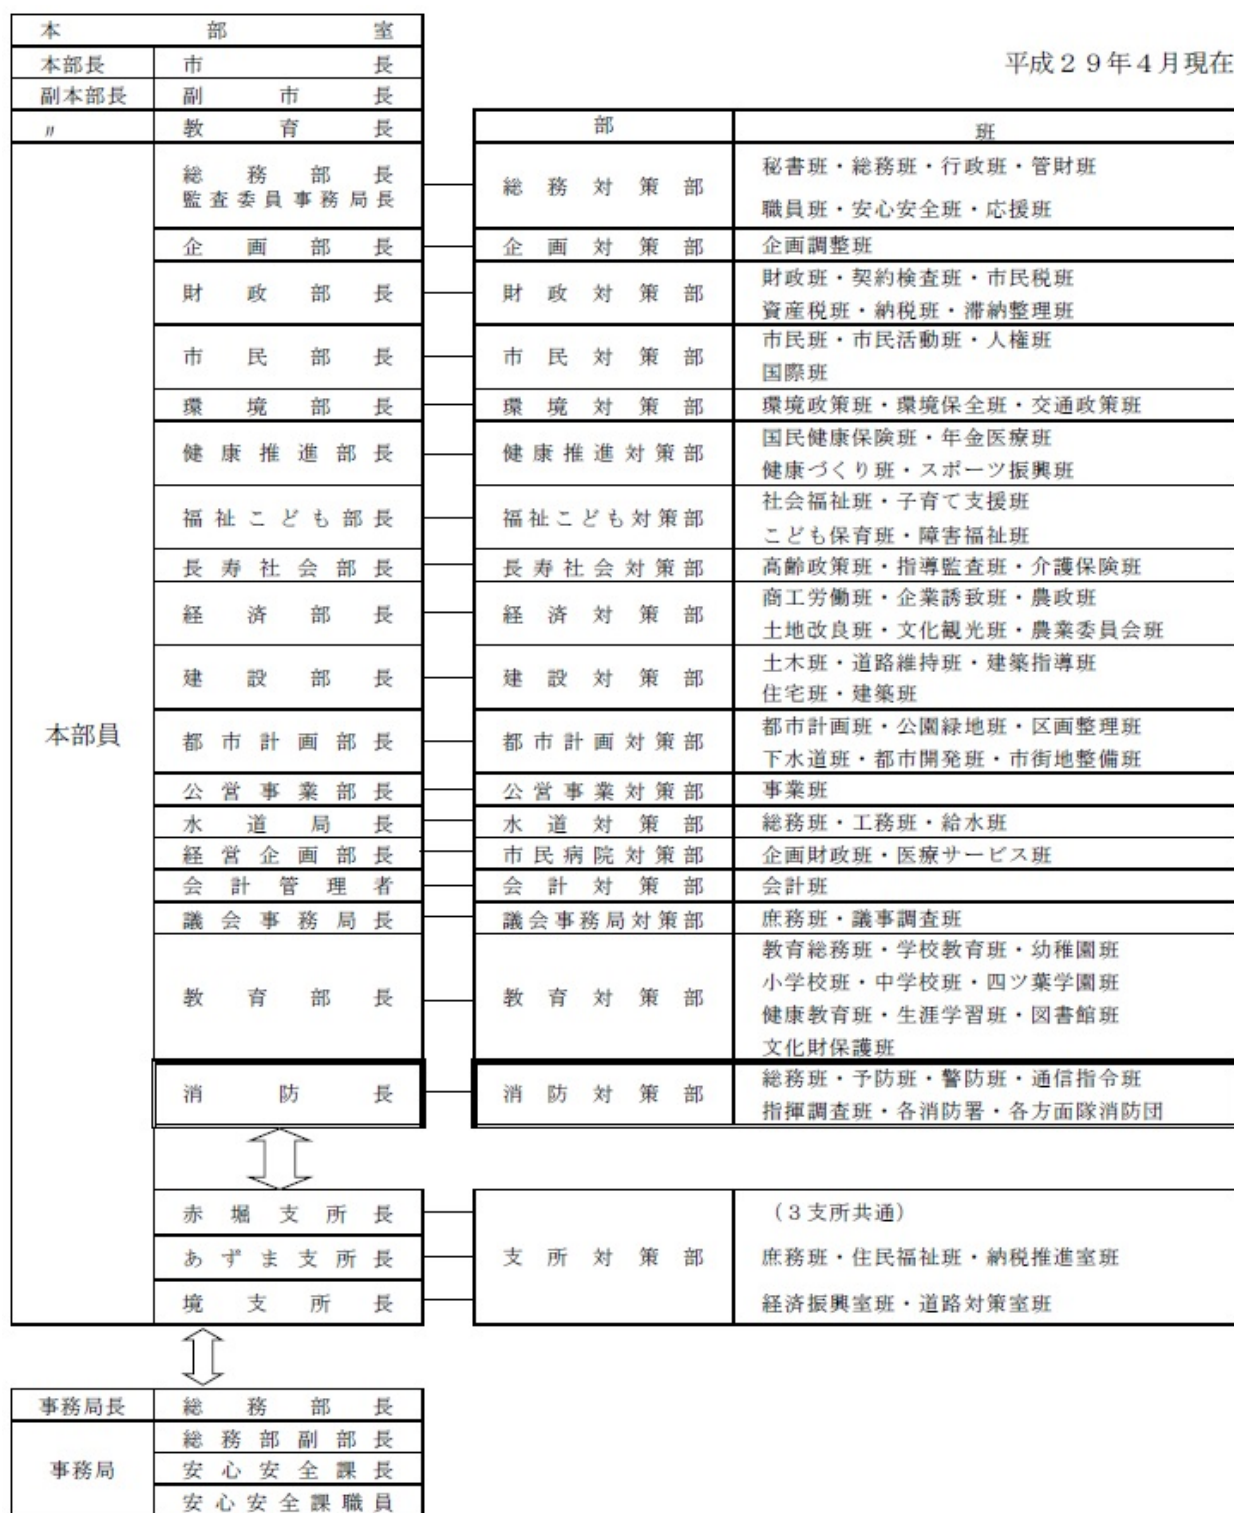 本部室
平成２９年４月現在
本部長 市長
副本部長 副市長
〃 教育長
部 班
本部員
総務部長
監査委員事務局長
総務対策部
秘書班・総務班・行政班・管財班
職員班・安心安全班・応援班
企画部長 企画対策部 企画調整班
財政部長 財政対策部
財政班・契約検査班・市民税班
資産税班・納税班・滞納整理班
市民部長 市民対策部
市民班・市民活動班・人権班
国際班
環境部長 環境対策部 環境政策班・環境保全班・交通政策班
健康推進部長 健康推進対策部
国民健康保険班・年金医療班
健康づくり班・スポーツ振興班
福祉こども部長 福祉こども対策部
社会福祉班・子育て支援班
こども保育班・障害福祉班
長寿社会部長 長寿社会対策部 高齢政策班・指導監査班・介護保険班
経済部長 経済対策部
商工労働班・企業誘致班・農政班
土地改良班・文化観光班・農業委員会班
建設部長 建設対策部
土木班・道路維持班・建築指導班
住宅班・建築班
都市計画部長 都市計画対策部
都市計画班・公園緑地班・区画整理班
下水道班・都市開発班・市街地整備班
公営事業部長 公営事業対策部 事業班
水道局長 水道対策部 総務班・工務班・給水班
経営企画部長 市民病院対策部 企画財政班・医療サービス班
会計管理者 会計対策部 会計班
議会事務局長 議会事務局対策部 庶務班・議事調査班
教育部長 教育対策部
教育総務班・学校教育班・幼稚園班
小学校班・中学校班・四ツ葉学園班
健康教育班・生涯学習班・図書館班
文化財保護班
消防長 消防対策部
総務班・予防班・警防班・通信指令班
指揮調査班・各消防署・各方面隊消防団
赤堀支所長
あずま支所長
境支所長
支所対策部
（３支所共通）
庶務班・住民福祉班・納税推進室班
経済振興室班・道路対策室班
事務局長 総務部長
事務局
総務部副部長
安心安全課長
安心安全課職員